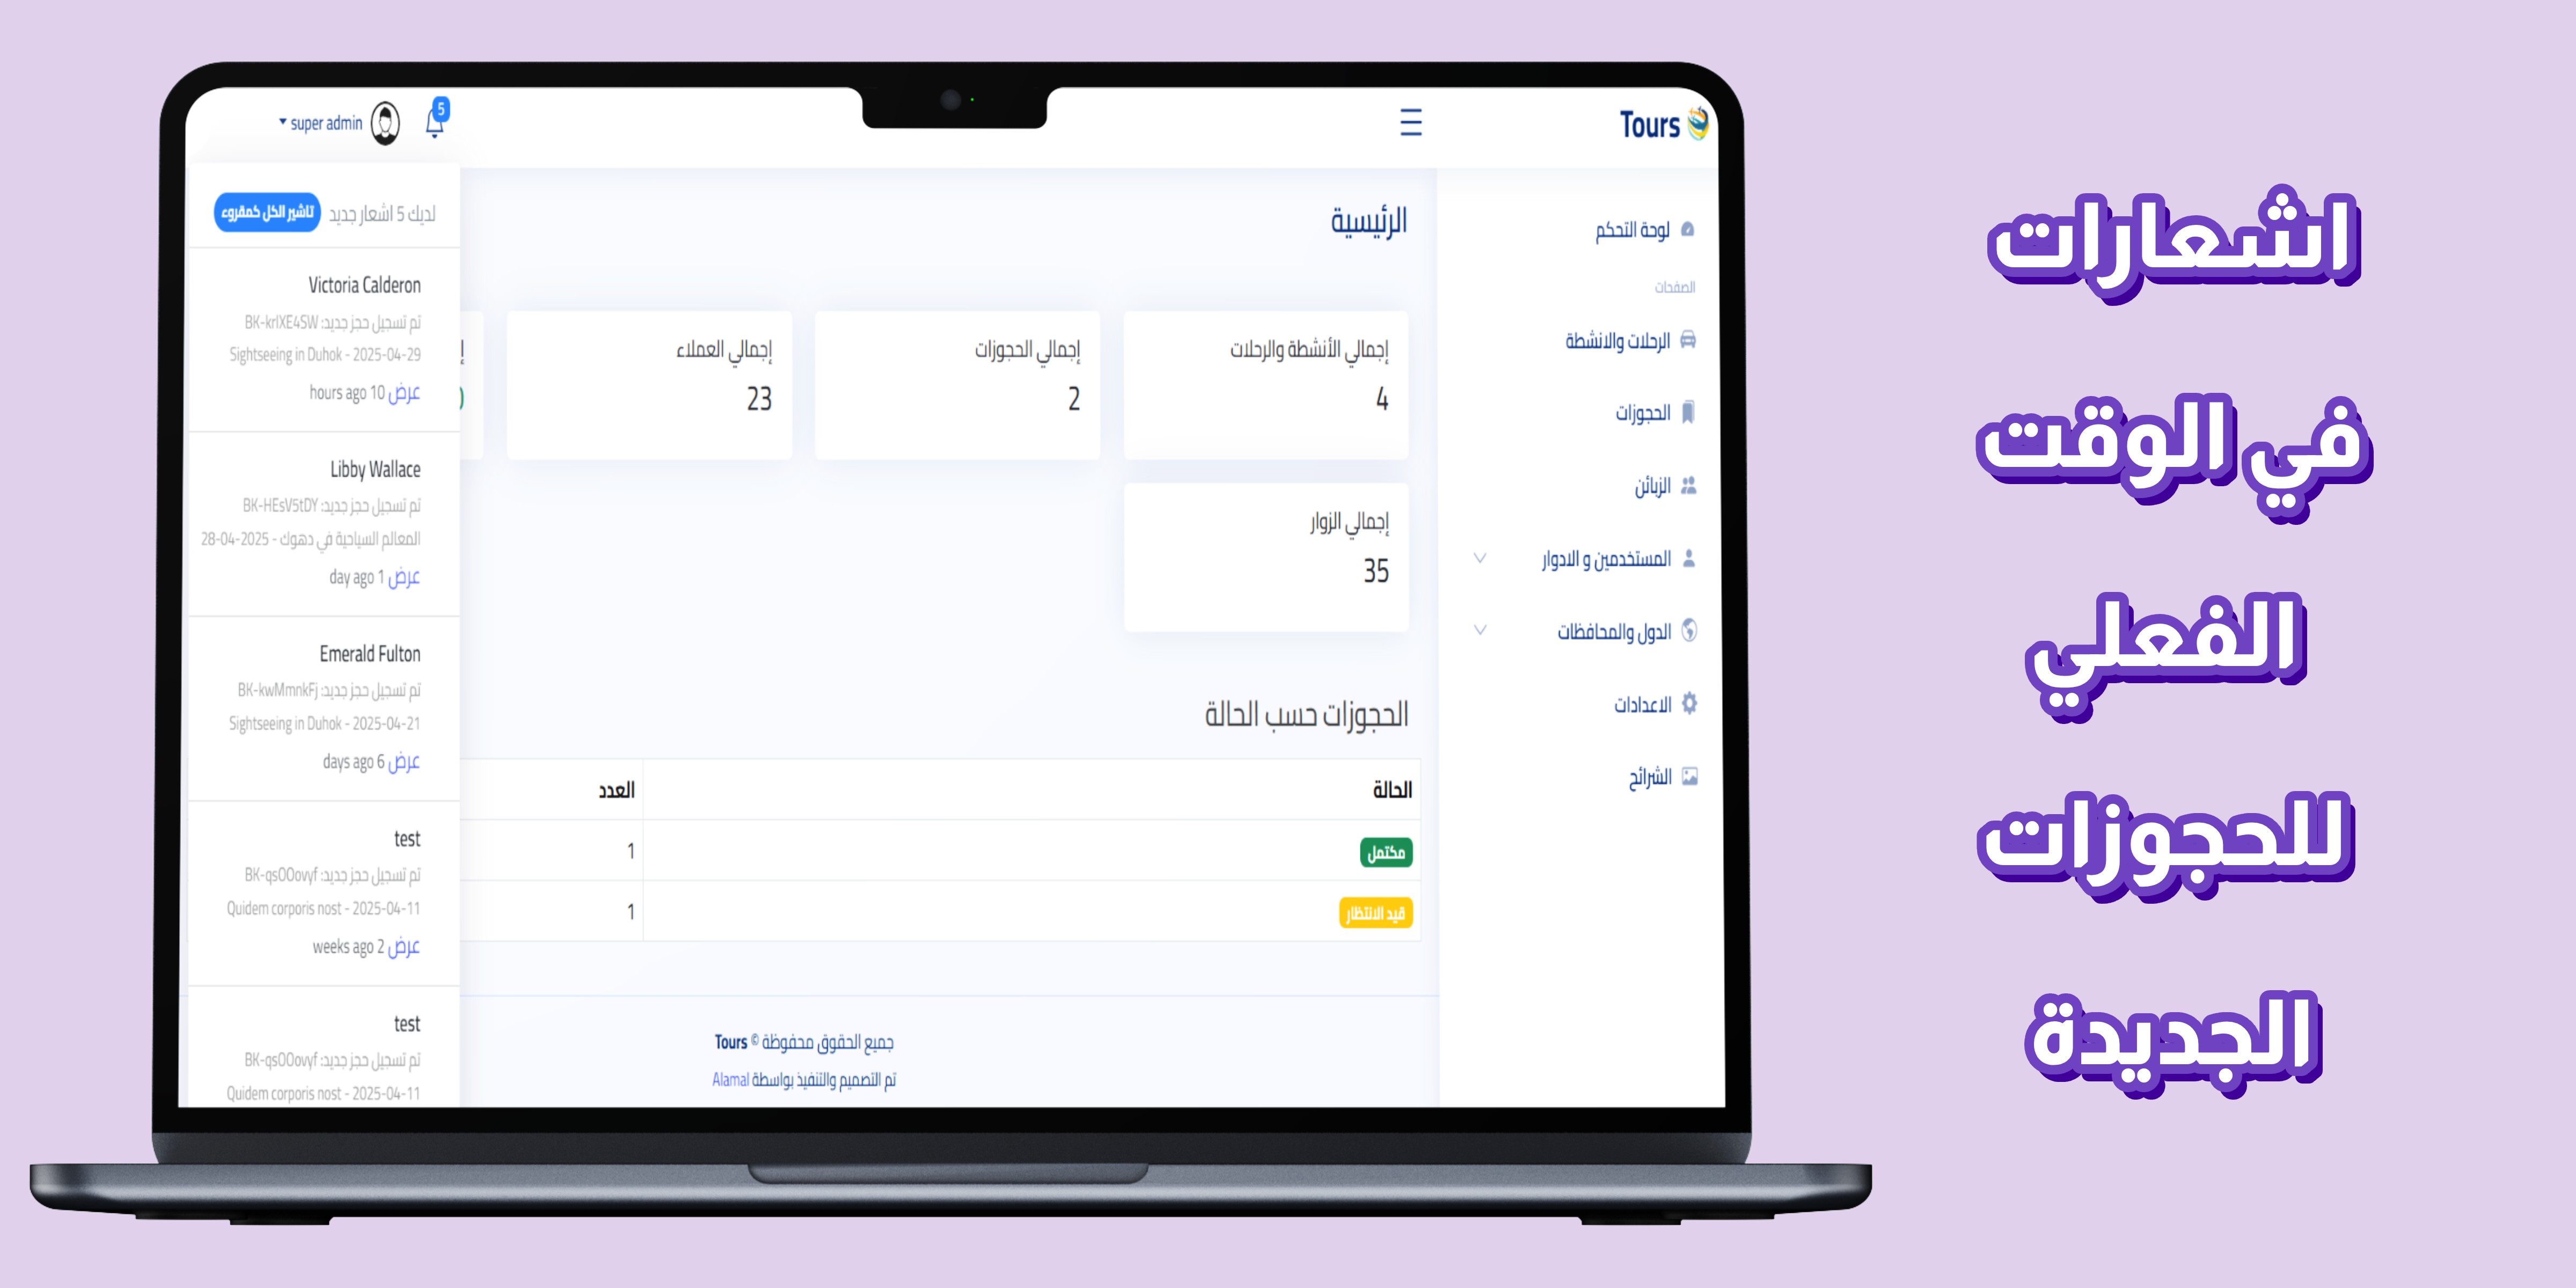 اشعارات
في الوقت
الفعلي
للحجوزات
الجديدة
Tours
super admin
5
لوحة التحكم
الصفحات
الرحلات والانشطة
الحجوزات
الزبائن
المستخدمين و الادوار
الدول والمحافظات
الاعدادات
الشرائح
الرئيسية
إجمالي الأنشطة والرحلات
4
إجمالي الحجوزات
2
إجمالي العملاء
23
إجمالي الزوار
35
الحجوزات حسب الحالة
الحالة العدد
مكتمل 1
قيد الانتظار 1
جميع الحقوق محفوظة © Tours
تم التصميم والتنفيذ بواسطة Alamal
لديك 5 اشعار جديد تاشير الكل كمقروء
Victoria Calderon
تم تسجيل حجز جديد: BK-krIXE4SW
Sightseeing in Duhok - 2025-04-29
عرض 10 hours ago
Libby Wallace
تم تسجيل حجز جديد: BK-HEsV5tDY
المعالم السياحية في دهوك - 2025-04-28
عرض 1 day ago
Emerald Fulton
تم تسجيل حجز جديد: BK-kwMmnkFj
Sightseeing in Duhok - 2025-04-21
عرض 6 days ago
test
تم تسجيل حجز جديد: BK-qsOOovyf
Quidem corporis nost - 2025-04-11
عرض 2 weeks ago
test
تم تسجيل حجز جديد: BK-qsOOovyf
Quidem corporis nost - 2025-04-11